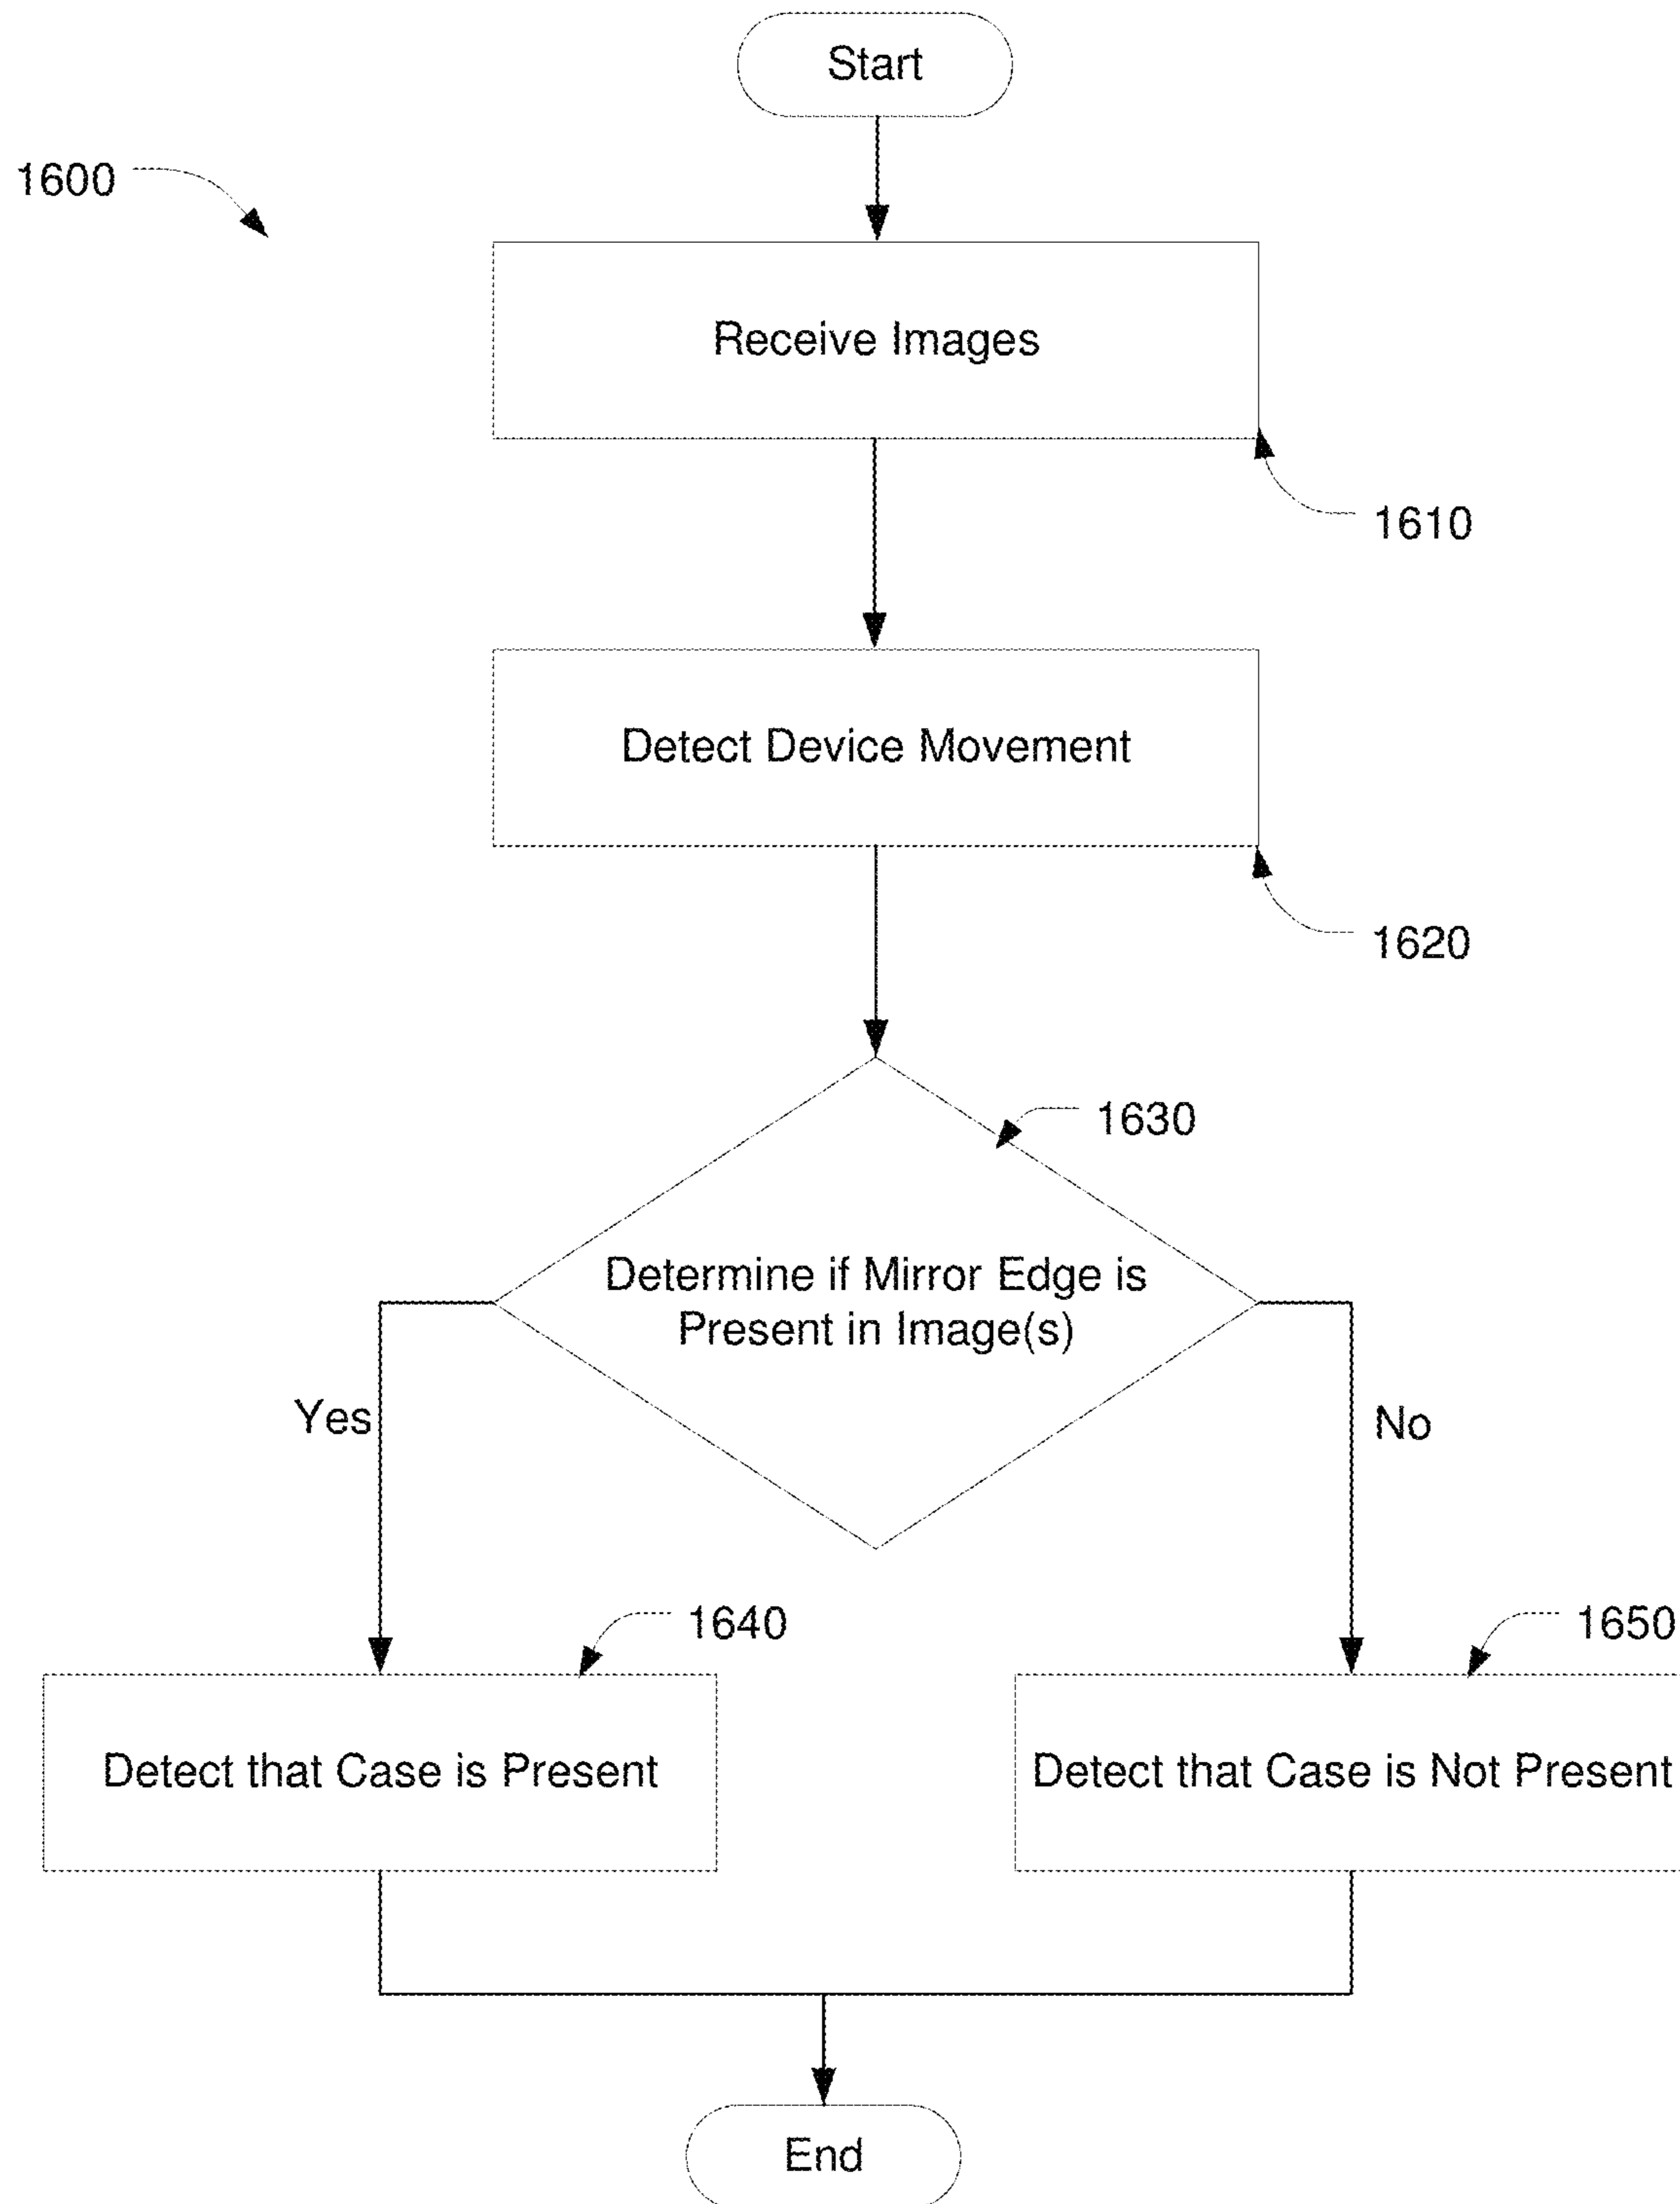 Start
1600
Receive Images
1610
Detect Device Movement
1620
1630
Determine if Mirror Edge is
Present in Image(s)
Yes
No
1640
1650
Detect that Case is Present
Detect that Case is Not Present
End